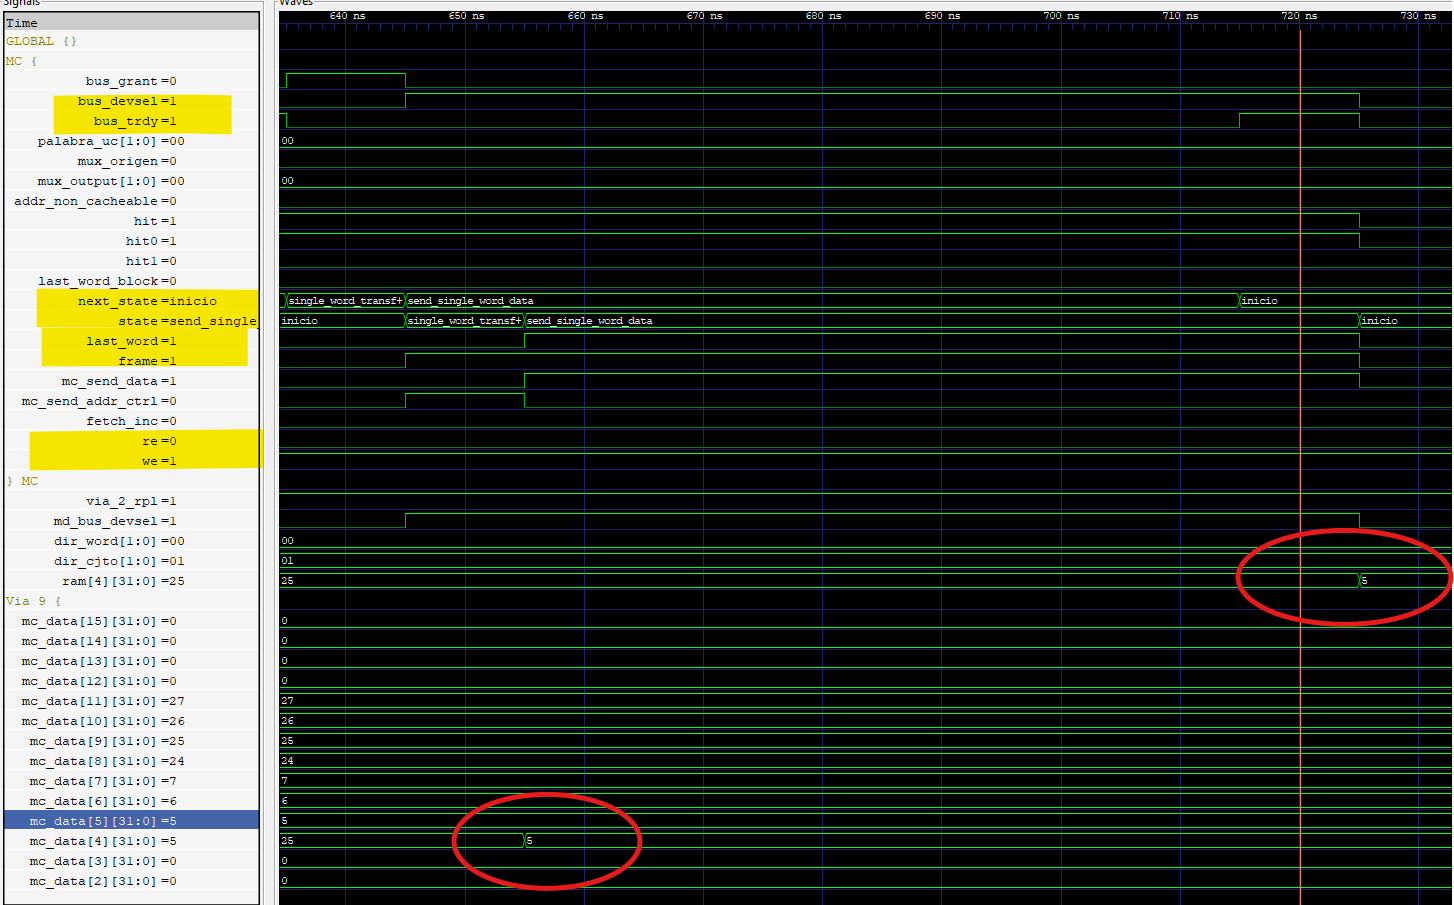 Signals Waves
Time 640 ns 650 ns 660 ns 670 ns 680 ns 690 ns 700 ns 710 ns 720 ns 730 ns
GLOBAL {}
MC {
bus_grant=0
bus_devsel=1
bus_trdy=1
palabra_uc[1:0]=00 00
mux_origen=0
mux_output[1:0]=00 00
addr_non_cacheable=0
hit=1
hit0=1
hit1=0
last_word_block=0
next_state=inicio single_word_transf+ send_single_word_data inicio
state=send_single_ inicio single_word_transf+ send_single_word_data inicio
last_word=1
frame=1
mc_send_data=1
mc_send_addr_ctrl=0
fetch_inc=0
re=0
we=1
} MC
via_2_rpl=1
md_bus_devsel=1
dir_word[1:0]=00 00
dir_cjto[1:0]=01 01
ram[4][31:0]=25 25 5
Via 9 {
mc_data[15][31:0]=0 0
mc_data[14][31:0]=0 0
mc_data[13][31:0]=0 0
mc_data[12][31:0]=0 0
mc_data[11][31:0]=27 27
mc_data[10][31:0]=26 26
mc_data[9][31:0]=25 25
mc_data[8][31:0]=24 24
mc_data[7][31:0]=7 7
mc_data[6][31:0]=6 6
mc_data[5][31:0]=5 5
mc_data[4][31:0]=5 25 5
mc_data[3][31:0]=0 0
mc_data[2][31:0]=0 0